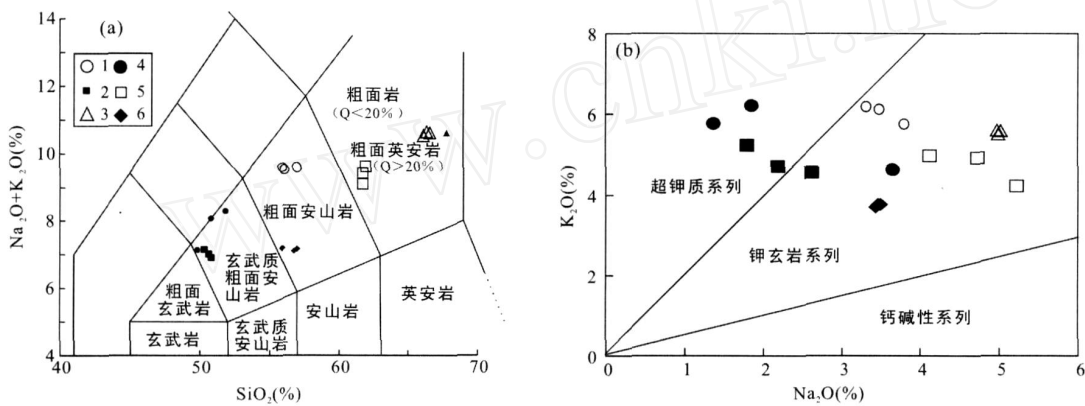 (a)
14
12
10
8
6
4
40
50
60
70
Na₂O+K₂O(%)
SiO₂(%)
1
4
2
5
3
6
粗面岩
(Q<20%)
粗面英安岩
(Q>20%)
粗面安山岩
玄武质
粗面安
山岩
粗面
玄武岩
玄武岩
玄武质
安山岩
安山岩
英安岩
(b)
8
6
4
2
0
0
1
2
3
4
5
6
K₂O(%)
Na₂O(%)
超钾质系列
钾玄岩系列
钙碱性系列
www.cnki.ne